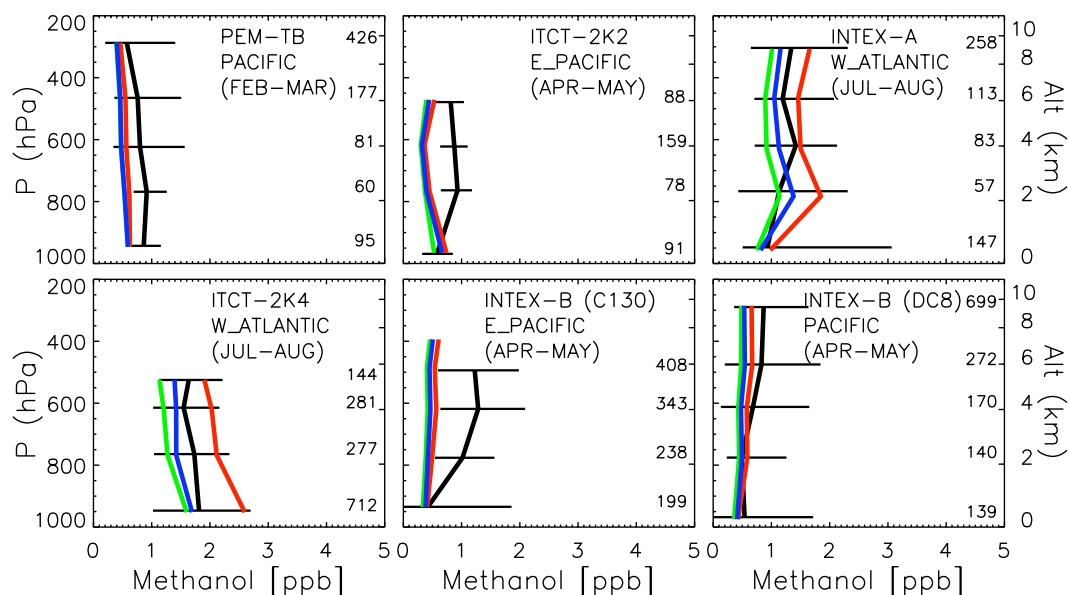 200
400
600
800
1000
P (hPa)
PEM-TB
PACIFIC
(FEB-MAR)
426
177
81
60
95
ITCT-2K2
E_PACIFIC
(APR-MAY)
88
159
78
91
INTEX-A
W_ATLANTIC
(JUL-AUG)
258
113
83
57
147
10
8
6
4
2
0
Alt (km)
200
400
600
800
1000
P (hPa)
ITCT-2K4
W_ATLANTIC
(JUL-AUG)
144
281
277
712
INTEX-B (C130)
E_PACIFIC
(APR-MAY)
408
343
238
199
INTEX-B (DC8)
PACIFIC
(APR-MAY)
699
272
170
140
139
10
8
6
4
2
0
Alt (km)
0 1 2 3 4 5
0 1 2 3 4 5
0 1 2 3 4 5
Methanol [ppb]
Methanol [ppb]
Methanol [ppb]